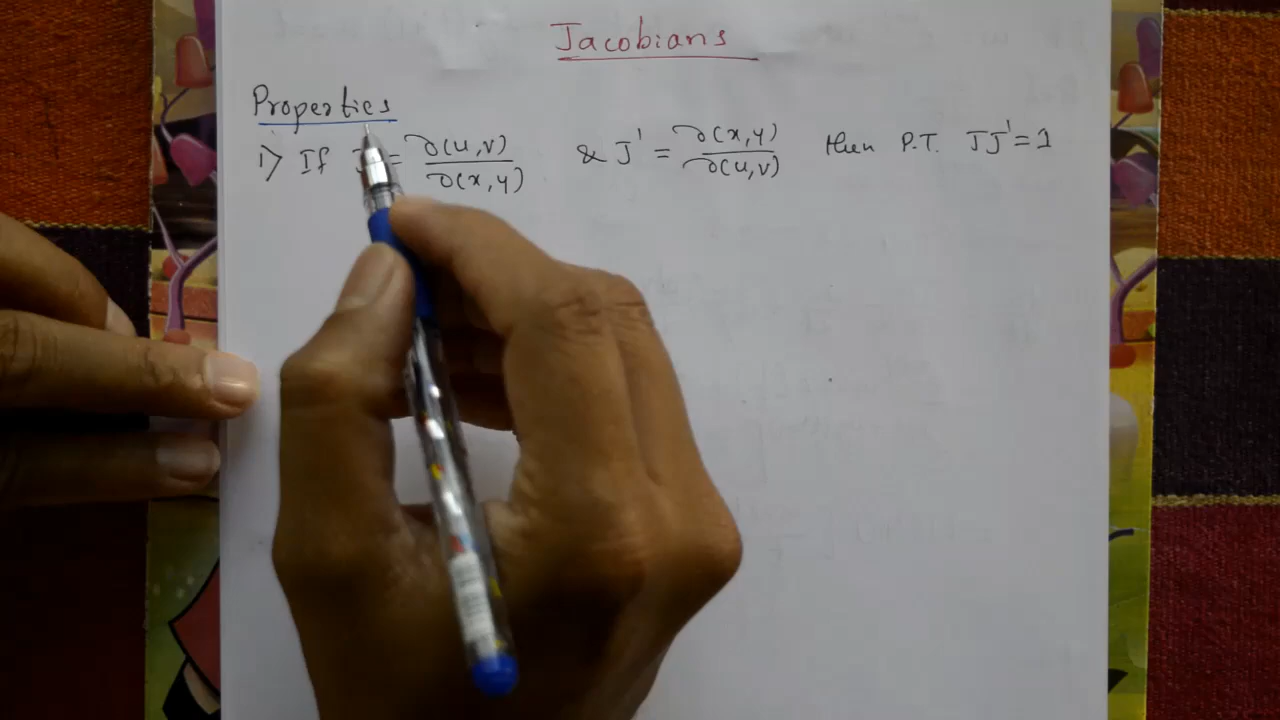 Jacobians
Properties
1) If J = ∂(u,v)/∂(x,y) & J' = ∂(x,y)/∂(u,v) then P.T. JJ'=1